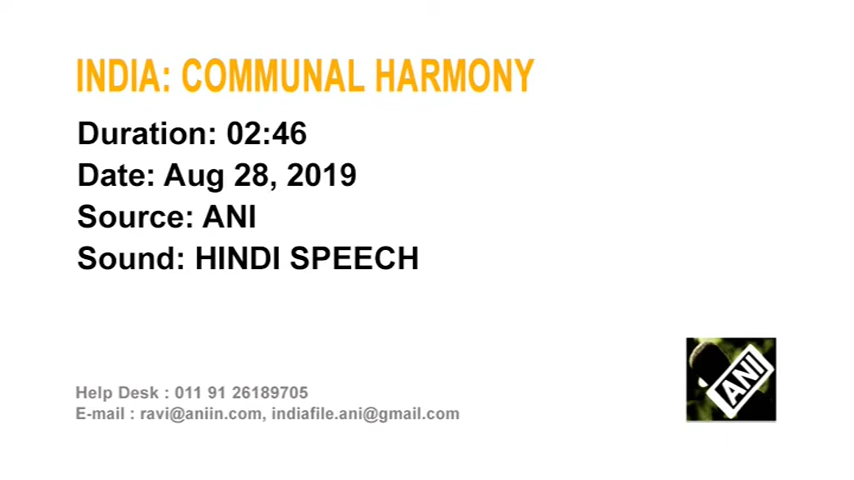 INDIA: COMMUNAL HARMONY
Duration: 02:46
Date: Aug 28, 2019
Source: ANI
Sound: HINDI SPEECH
Help Desk : 011 91 26189705
E-mail : ravi@aniin.com, indiafile.ani@gmail.com
ANI